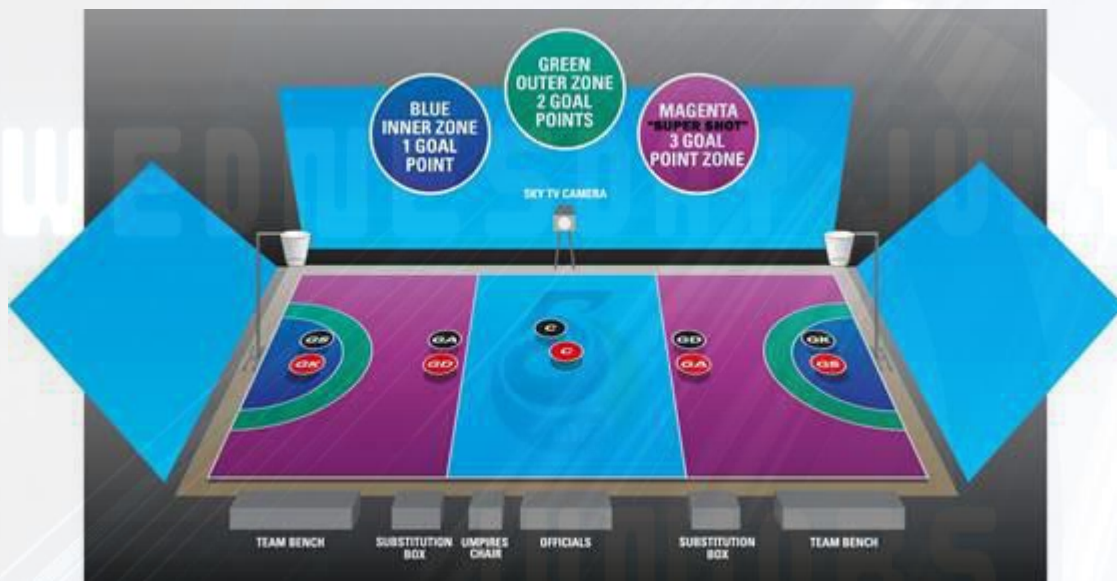 BLUE
INNER ZONE
1 GOAL
POINT
GREEN
OUTER ZONE
2 GOAL
POINTS
MAGENTA
"SUPER SHOT"
3 GOAL
POINT ZONE
SKY TV CAMERA
GS
GA
C
GD
GK
GK
GD
C
GA
GS
TEAM BENCH
SUBSTITUTION
BOX
UMPIRES
CHAIR
OFFICIALS
SUBSTITUTION
BOX
TEAM BENCH